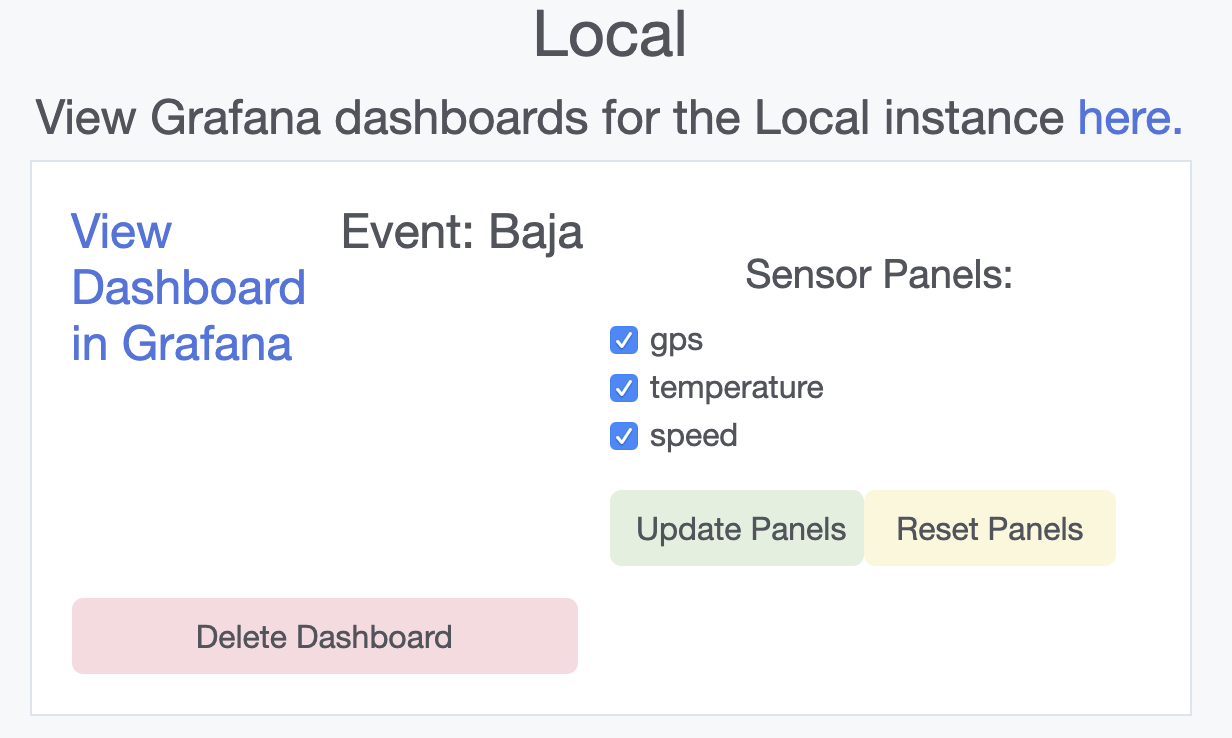 Local
View Grafana dashboards for the Local instance here.
View
Dashboard
in Grafana
Event: Baja
Sensor Panels:
gps
temperature
speed
Update Panels
Reset Panels
Delete Dashboard